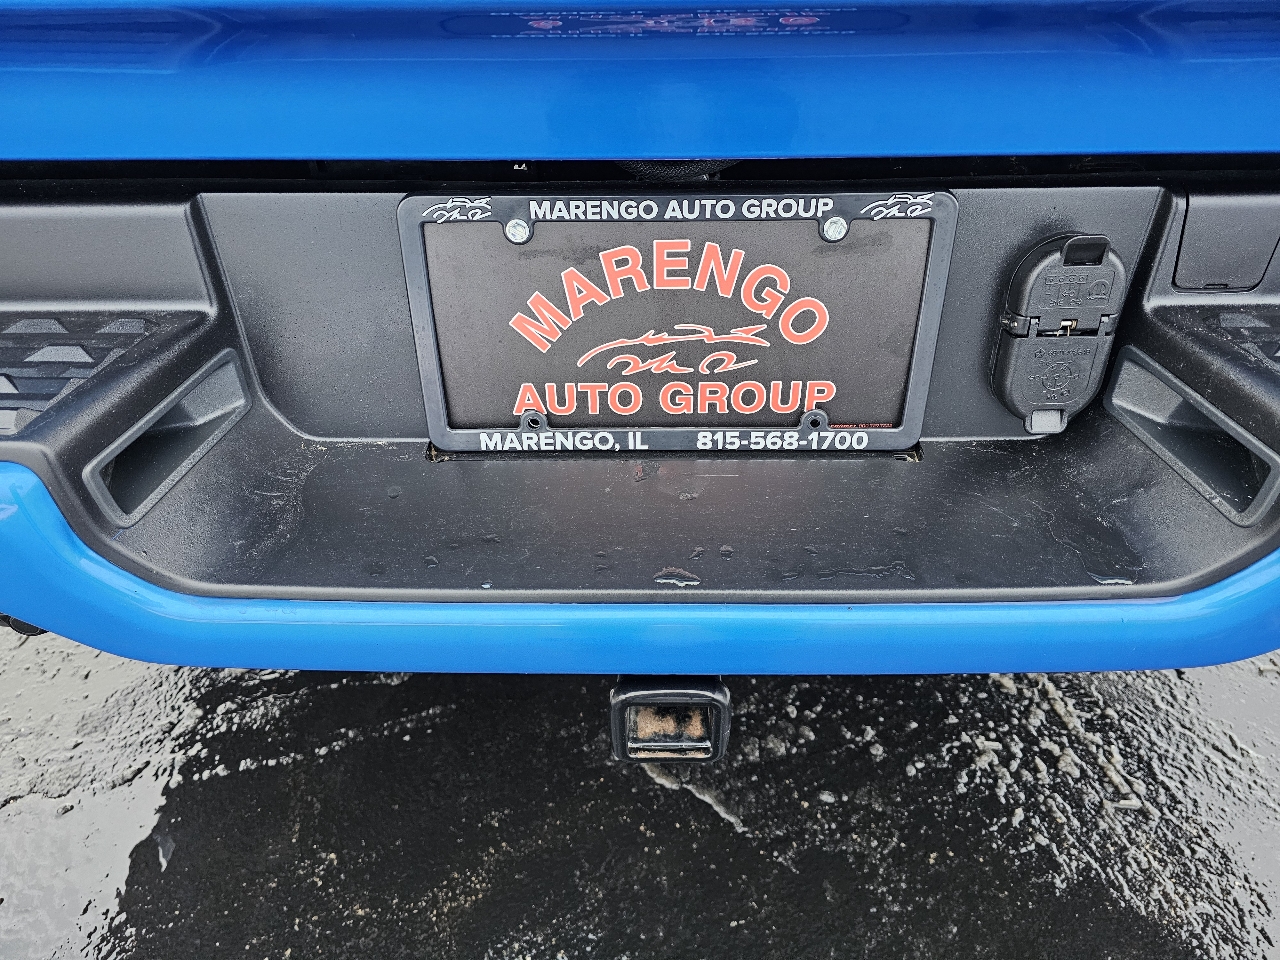 MARENGO AUTO GROUP
MARENGO
AUTO GROUP
MARENGO, IL 815-568-1700